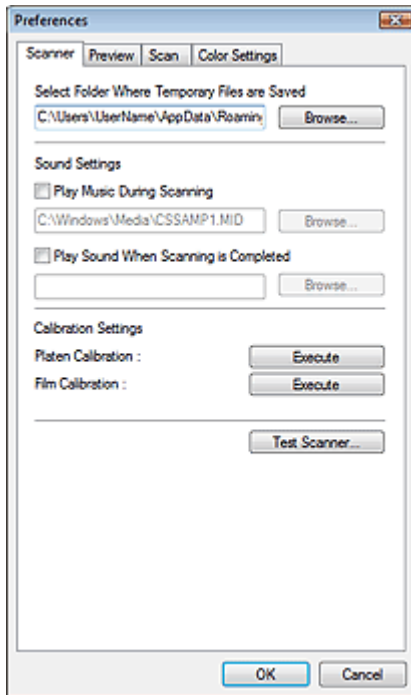 Preferences
Scanner Preview Scan Color Settings
Select Folder Where Temporary Files are Saved
C:\Users\UserName\AppData\Roaming Browse...
Sound Settings
Play Music During Scanning
C:\Windows\Media\CSSAMP1.MID Browse...
Play Sound When Scanning is Completed
Browse...
Calibration Settings
Platen Calibration : Execute
Film Calibration : Execute
Test Scanner...
OK Cancel